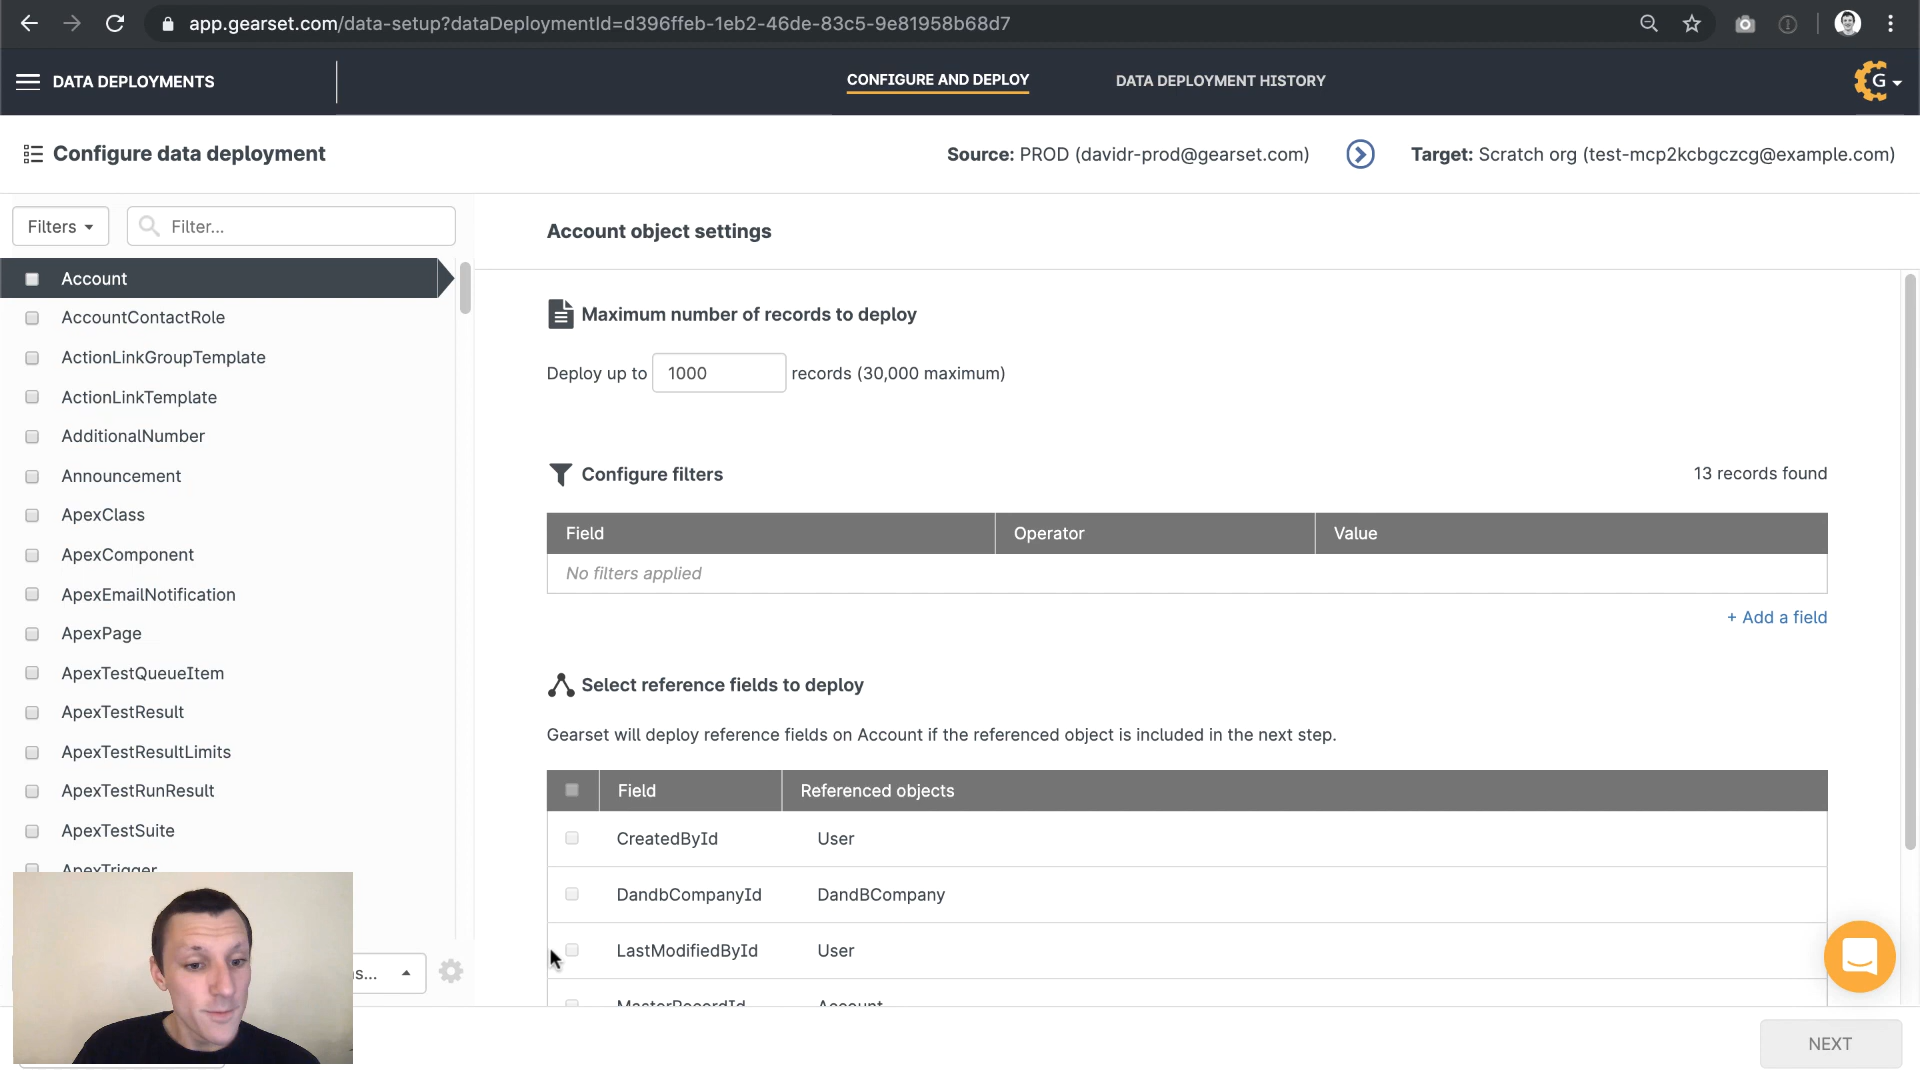 app.gearset.com/data-setup?dataDeploymentId=d396ffeb-1eb2-46de-83c5-9e81958b68d7
DATA DEPLOYMENTS
CONFIGURE AND DEPLOY
DATA DEPLOYMENT HISTORY
G
Configure data deployment
Source: PROD (davidr-prod@gearset.com)
Target: Scratch org (test-mcp2kcbgczcg@example.com)
Filters
Filter...
Account
AccountContactRole
ActionLinkGroupTemplate
ActionLinkTemplate
AdditionalNumber
Announcement
ApexClass
ApexComponent
ApexEmailNotification
ApexPage
ApexTestQueueItem
ApexTestResult
ApexTestResultLimits
ApexTestRunResult
ApexTestSuite
ApexTrigger
s...
Account object settings
Maximum number of records to deploy
Deploy up to 1000 records (30,000 maximum)
Configure filters
13 records found
Field Operator Value
No filters applied
+ Add a field
Select reference fields to deploy
Gearset will deploy reference fields on Account if the referenced object is included in the next step.
Field Referenced objects
CreatedById User
DandbCompanyId DandBCompany
LastModifiedById User
MasterRecordId Account
NEXT